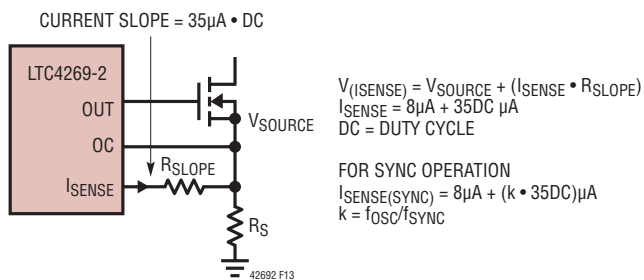 CURRENT SLOPE = 35µA • DC
LTC4269-2
OUT
OC
ISENSE
VSOURCE
RSLOPE
RS
42692 F13
V(ISENSE) = VSOURCE + (ISENSE • RSLOPE)
ISENSE = 8µA + 35DC µA
DC = DUTY CYCLE
FOR SYNC OPERATION
ISENSE(SYNC) = 8µA + (k • 35DC)µA
k = fOSC/fSYNC